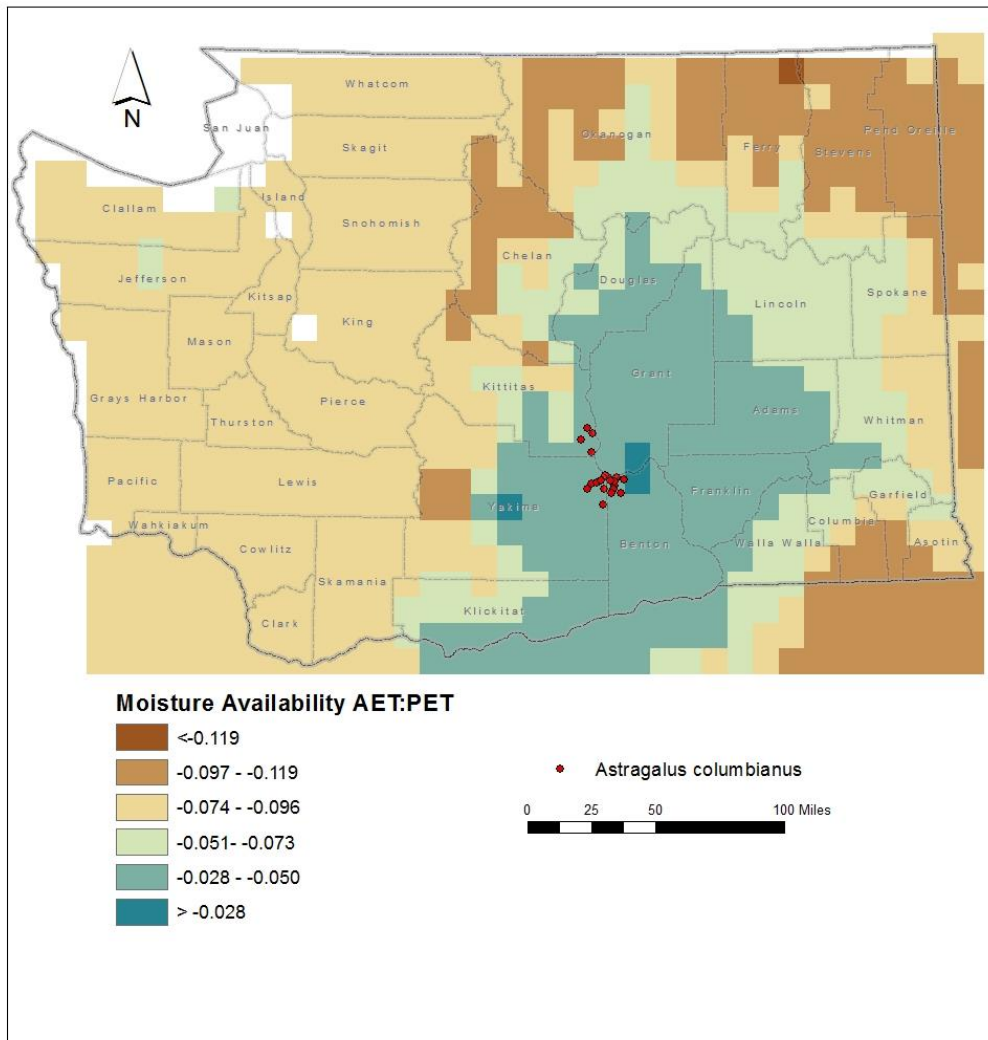 N
Whatcom
San Juan
Okanogan
Pend Oreille
Skagit
Ferry
Stevens
Island
Clallam
Snohomish
Chelan
Jefferson
Douglas
Kitsap
Lincoln
Spokane
King
Mason
Grant
Kittitas
Grays Harbor
Pierce
Adams
Thurston
Whitman
Pacific
Lewis
Franklin
Garfield
Yakima
Columbia
Wahkiakum
Benton
Walla Walla
Asotin
Cowlitz
Skamania
Klickitat
Clark
Moisture Availability AET:PET
<-0.119
-0.097 - -0.119
-0.074 - -0.096
-0.051- -0.073
-0.028 - -0.050
> -0.028
Astragalus columbianus
0 25 50 100 Miles